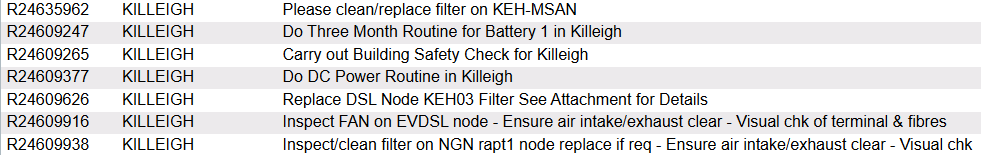 R24635962 KILLEIGH Please clean/replace filter on KEH-MSAN
R24609247 KILLEIGH Do Three Month Routine for Battery 1 in Killeigh
R24609265 KILLEIGH Carry out Building Safety Check for Killeigh
R24609377 KILLEIGH Do DC Power Routine in Killeigh
R24609626 KILLEIGH Replace DSL Node KEH03 Filter See Attachment for Details
R24609916 KILLEIGH Inspect FAN on EVDSL node - Ensure air intake/exhaust clear - Visual chk of terminal & fibres
R24609938 KILLEIGH Inspect/clean filter on NGN rapt1 node replace if req - Ensure air intake/exhaust clear - Visual chk